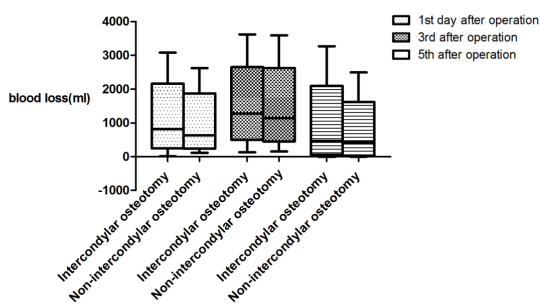 1st day after operation
3rd after operation
5th after operation
4000
3000
2000
1000
0
-1000
blood loss(ml)
Intercondylar osteotomy
Non-intercondylar osteotomy
Intercondylar osteotomy
Non-intercondylar osteotomy
Intercondylar osteotomy
Non-intercondylar osteotomy